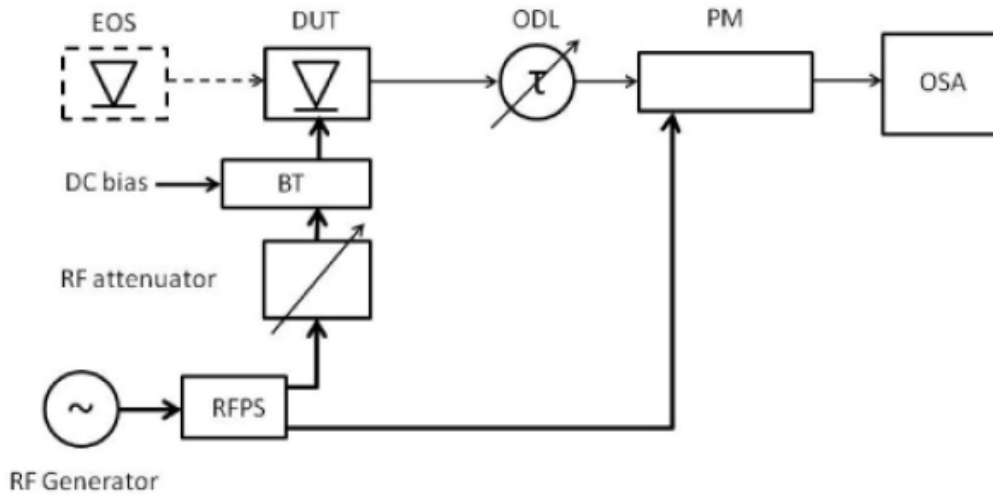 EOS
DUT
ODL
PM
τ
OSA
DC bias
BT
RF attenuator
~
RFPS
RF Generator